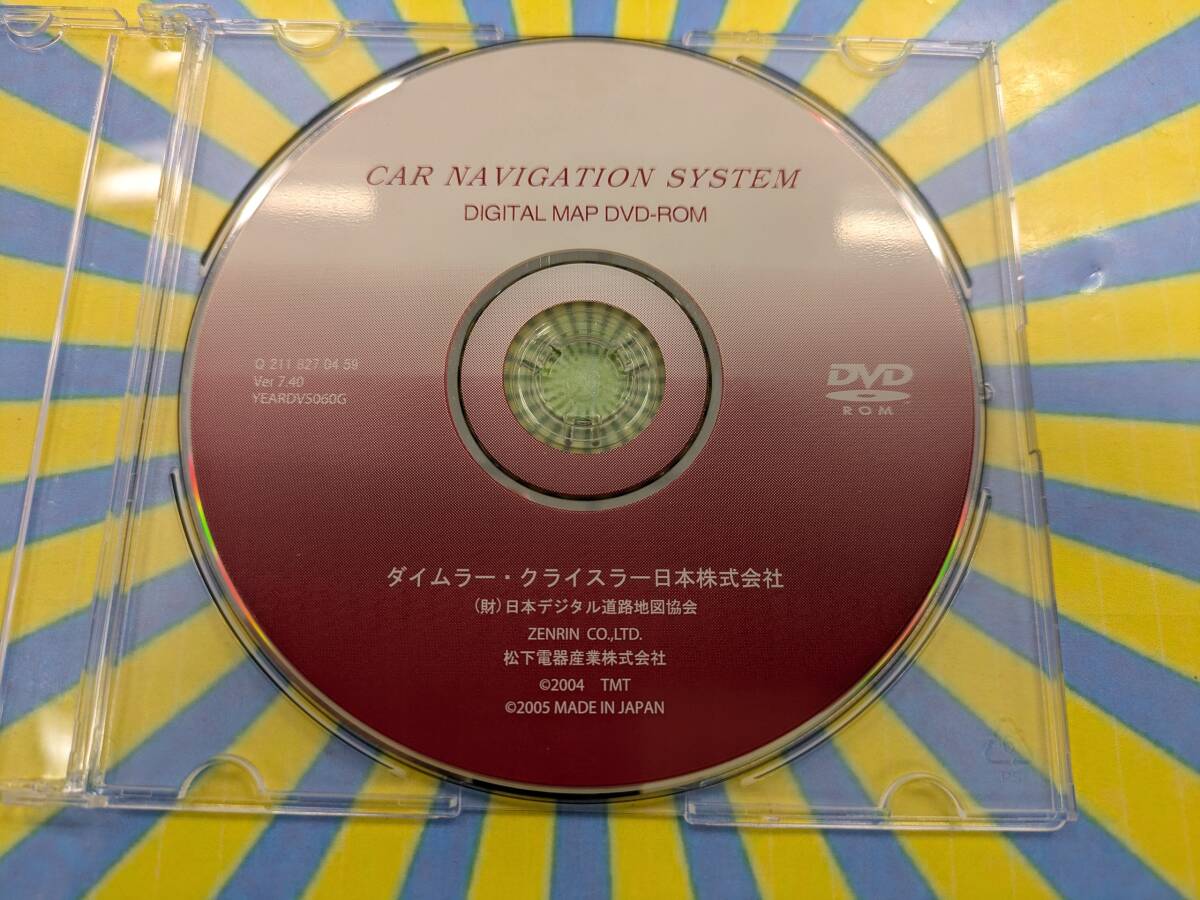 CAR NAVIGATION SYSTEM
DIGITAL MAP DVD-ROM
Q 211 827 04 59
Ver 7.40
YEARDVS060G
DVD
ROM
ダイムラー・クライスラー日本株式会社
（財）日本デジタル道路地図協会
ZENRIN CO.,LTD.
松下電器産業株式会社
©2004 TMT
©2005 MADE IN JAPAN
PS